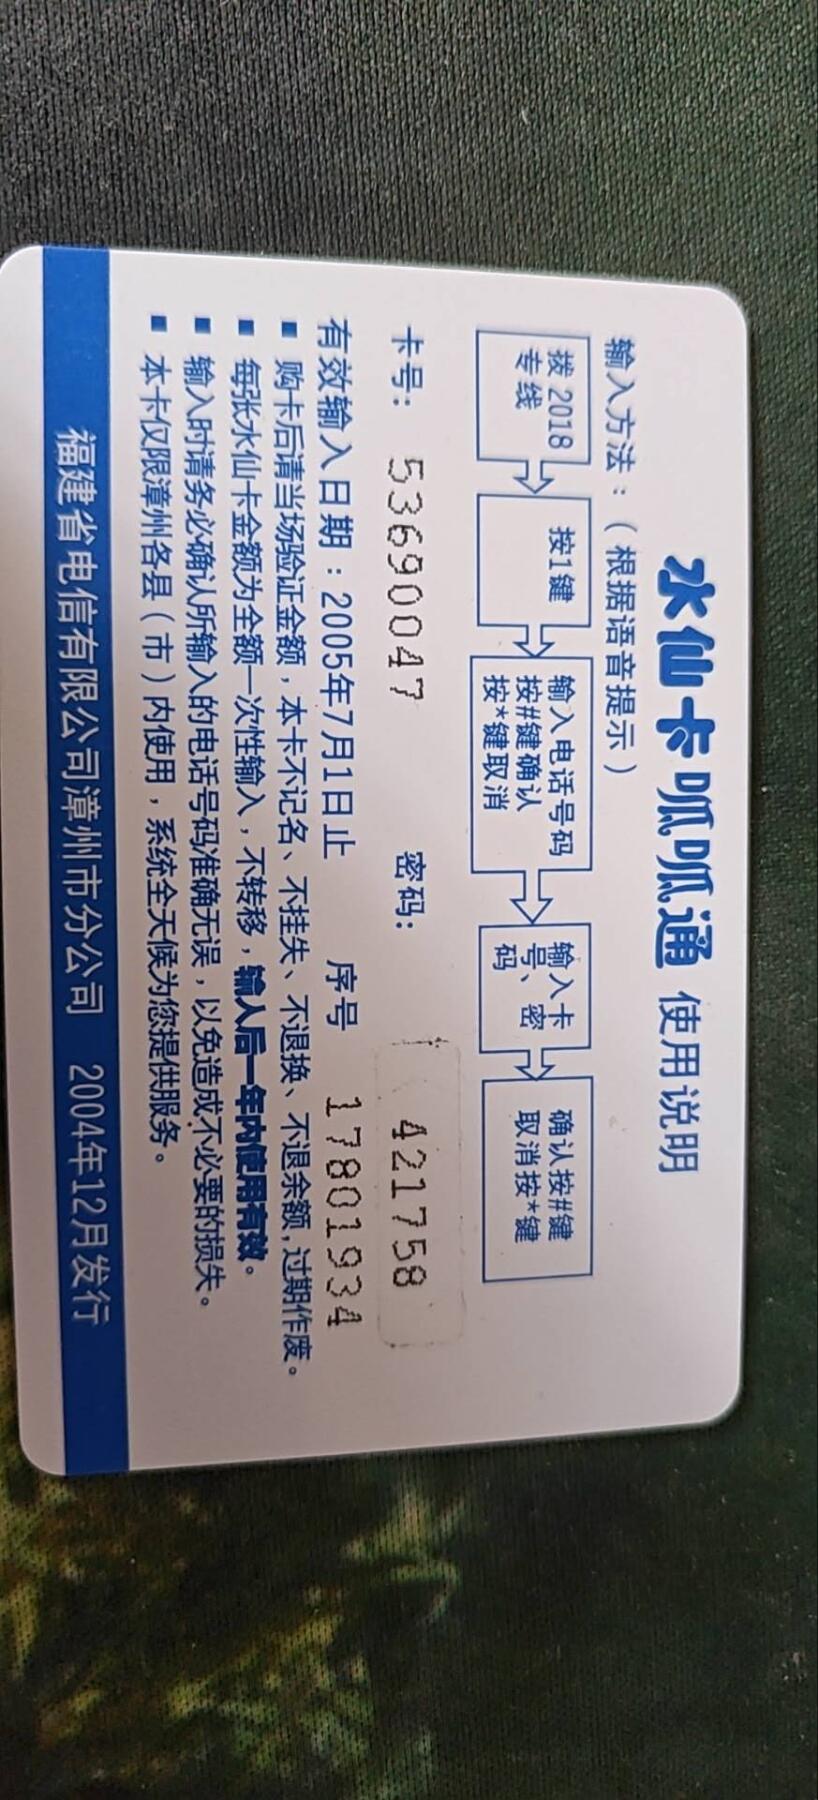 水仙卡呱呱通 使用说明
输入方法：（根据语音提示）
拨 2018
专线
按1键
输入电话号码
按#键确认
按*键取消
输入卡
号、密
码
确认按#键
取消按*键
卡号： 53690047 密码： 421758
有效输入日期：2005年7月1日止 序号 17801934
■ 购卡后请当场验证金额，本卡不记名、不挂失、不退换、不退余额，过期作废。
■ 每张水仙卡金额为全额一次性输入，不转移，输入后一年内使用有效。
■ 输入时请务必确认所输入的电话号码准确无误，以免造成不必要的损失。
■ 本卡仅限漳州各县（市）内使用，系统全天候为您提供服务。
福建省电信有限公司漳州市分公司 2004年12月发行